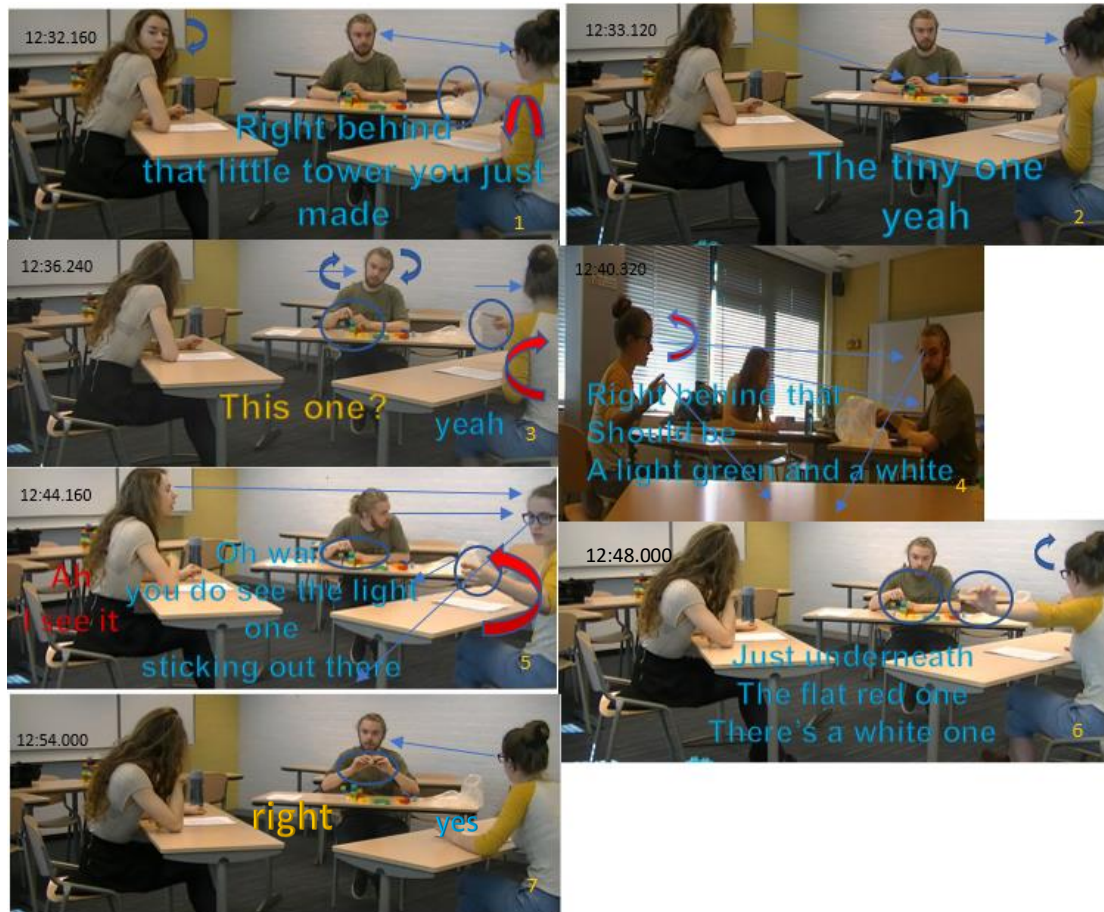 12:32.160
Right behind
that little tower you just
made
1
12:33.120
The tiny one
yeah
2
12:36.240
This one?
yeah
3
12:40.320
Right behind that
Should be
A light green and a white
4
12:44.160
Ah
I see it
Oh wait
you do see the light
one
sticking out there
5
12:48.000
Just underneath
The flat red one
There's a white one
6
12:54.000
right
yes
7